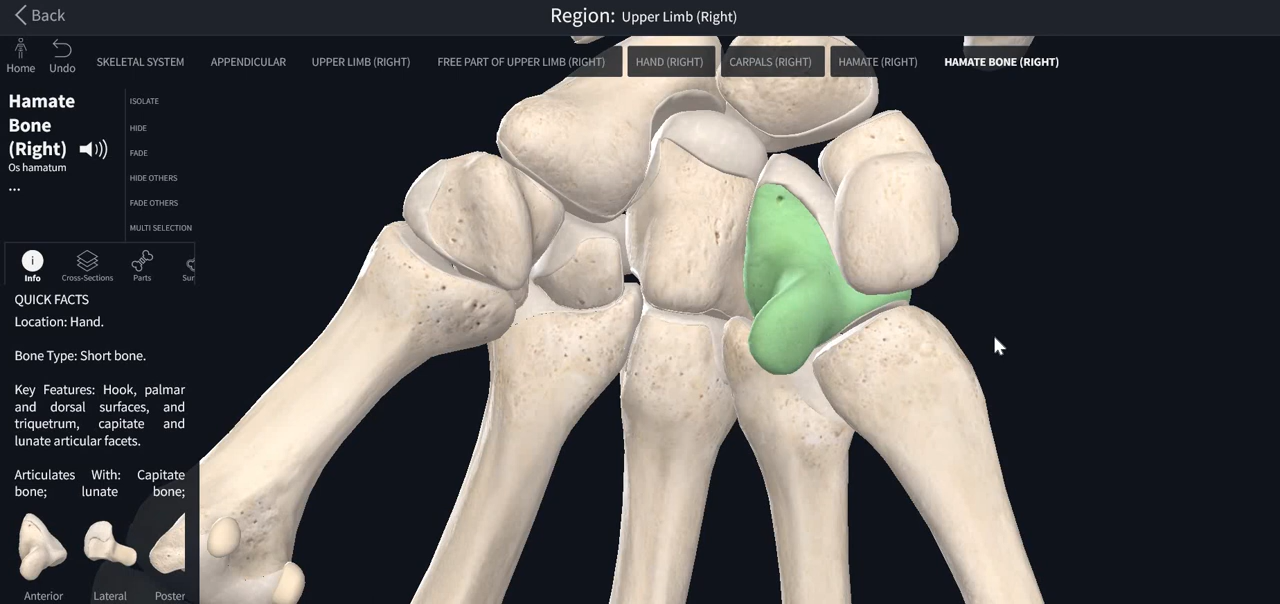 Back
Region: Upper Limb (Right)
Home
Undo
SKELETAL SYSTEM
APPENDICULAR
UPPER LIMB (RIGHT)
FREE PART OF UPPER LIMB (RIGHT)
HAND (RIGHT)
CARPALS (RIGHT)
HAMATE (RIGHT)
HAMATE BONE (RIGHT)
Hamate
Bone
(Right)
Os hamatum
...
ISOLATE
HIDE
FADE
HIDE OTHERS
FADE OTHERS
MULTI SELECTION
Info
Cross-Sections
Parts
Sur
QUICK FACTS
Location: Hand.
Bone Type: Short bone.
Key Features: Hook, palmar
and dorsal surfaces, and
triquetrum, capitate and
lunate articular facets.
Articulates With: Capitate
bone; lunate bone;
Anterior
Lateral
Poster